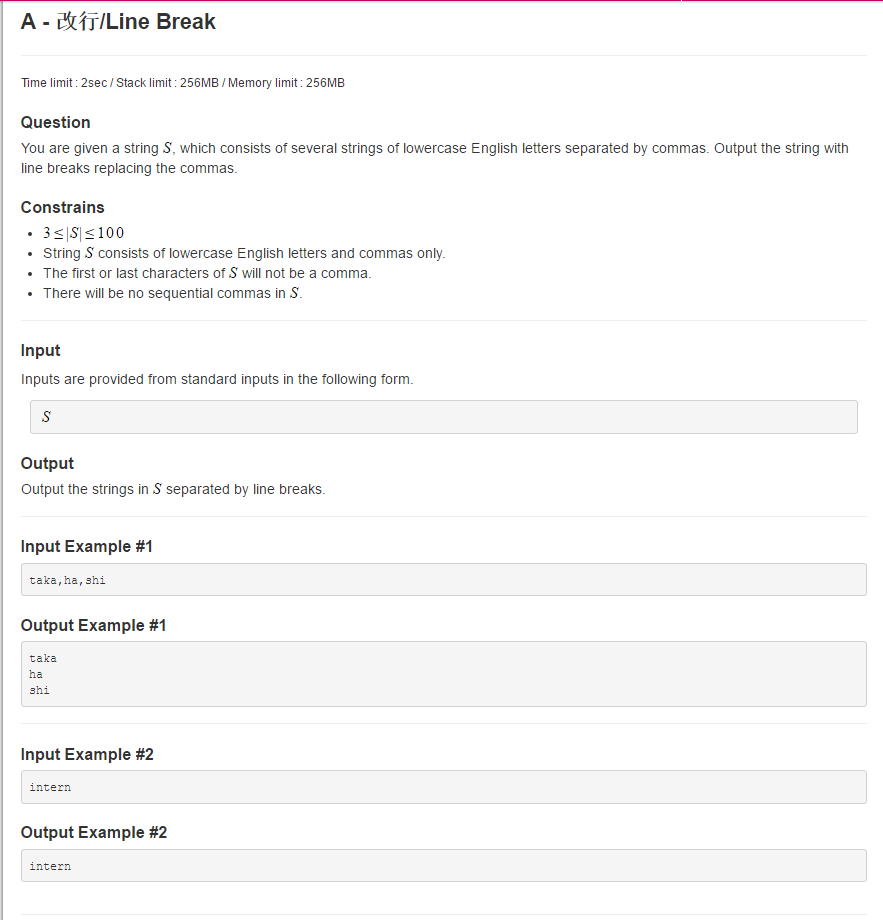 A - 改行/Line Break
Time limit : 2sec / Stack limit : 256MB / Memory limit : 256MB
Question
You are given a string S, which consists of several strings of lowercase English letters separated by commas. Output the string with
line breaks replacing the commas.
Constrains
• 3 ≤ |S| ≤ 100
• String S consists of lowercase English letters and commas only.
• The first or last characters of S will not be a comma.
• There will be no sequential commas in S.
Input
Inputs are provided from standard inputs in the following form.
S
Output
Output the strings in S separated by line breaks.
Input Example #1
taka,ha,shi
Output Example #1
taka
ha
shi
Input Example #2
intern
Output Example #2
intern